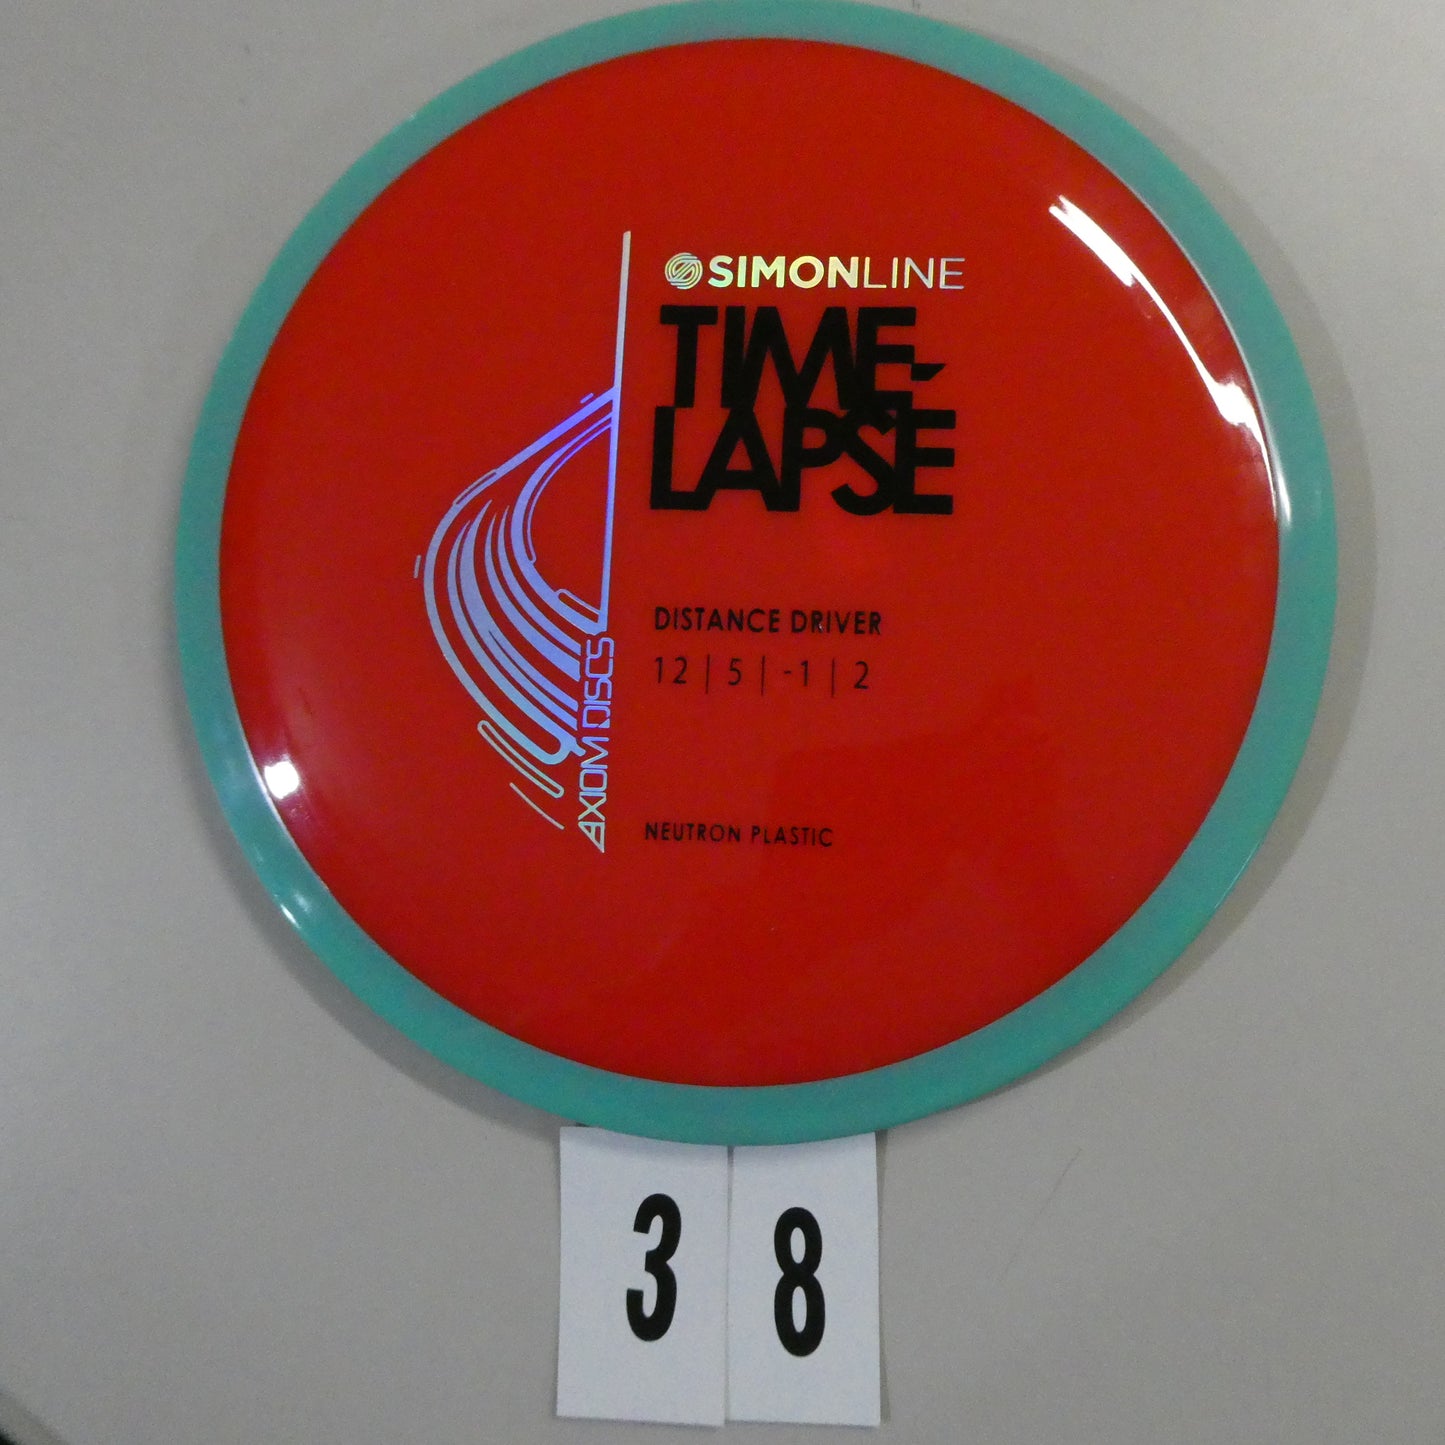 SIMONLINE
TIME-
LAPSE
DISTANCE DRIVER
12 | 5 | -1 | 2
AXIOM DISCS
NEUTRON PLASTIC
3 8